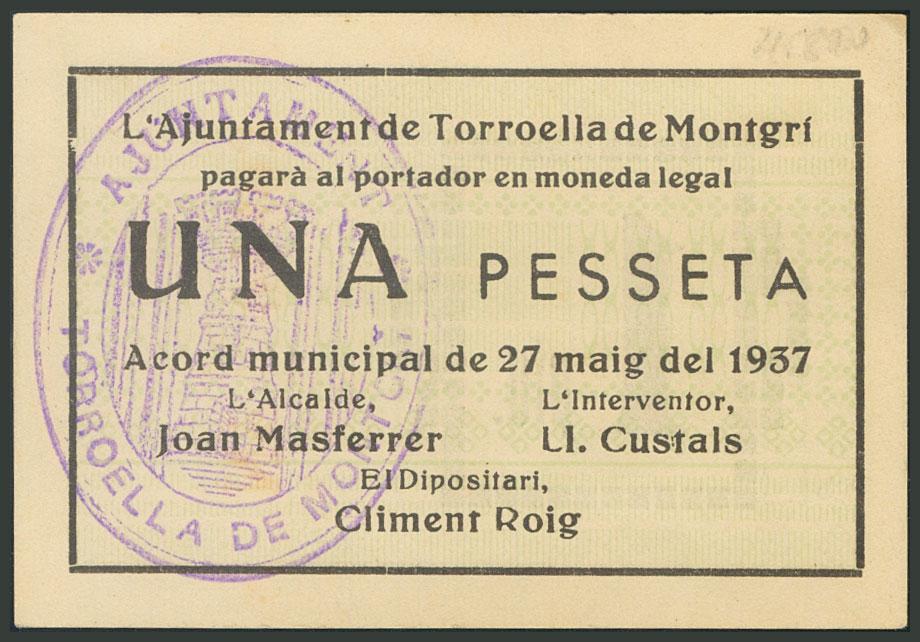 L'Ajuntament de Torroella de Montgrí
pagarà al portador en moneda legal
UNA PESSETA
Acord municipal de 27 maig del 1937
L'Alcalde, L'Interventor,
Joan Masferrer Ll. Custals
El Dipositari,
Climent Roig
AJUNTAMENT
* TORROELLA DE MONTGRI